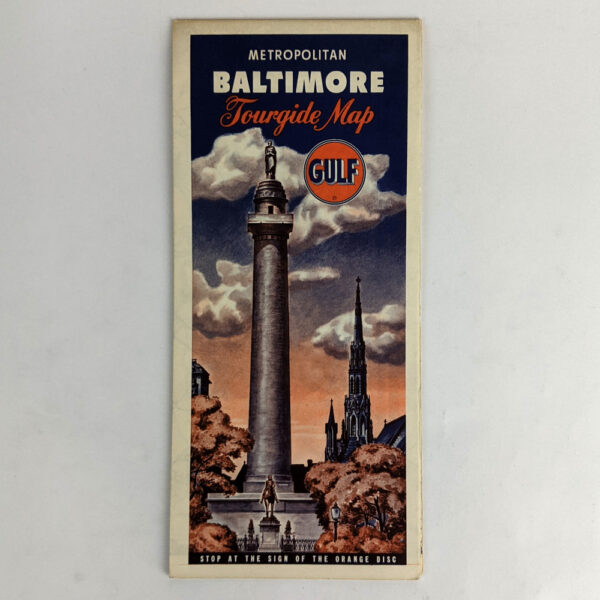 METROPOLITAN
BALTIMORE
Tourgide Map
GULF
STOP AT THE SIGN OF THE ORANGE DISC